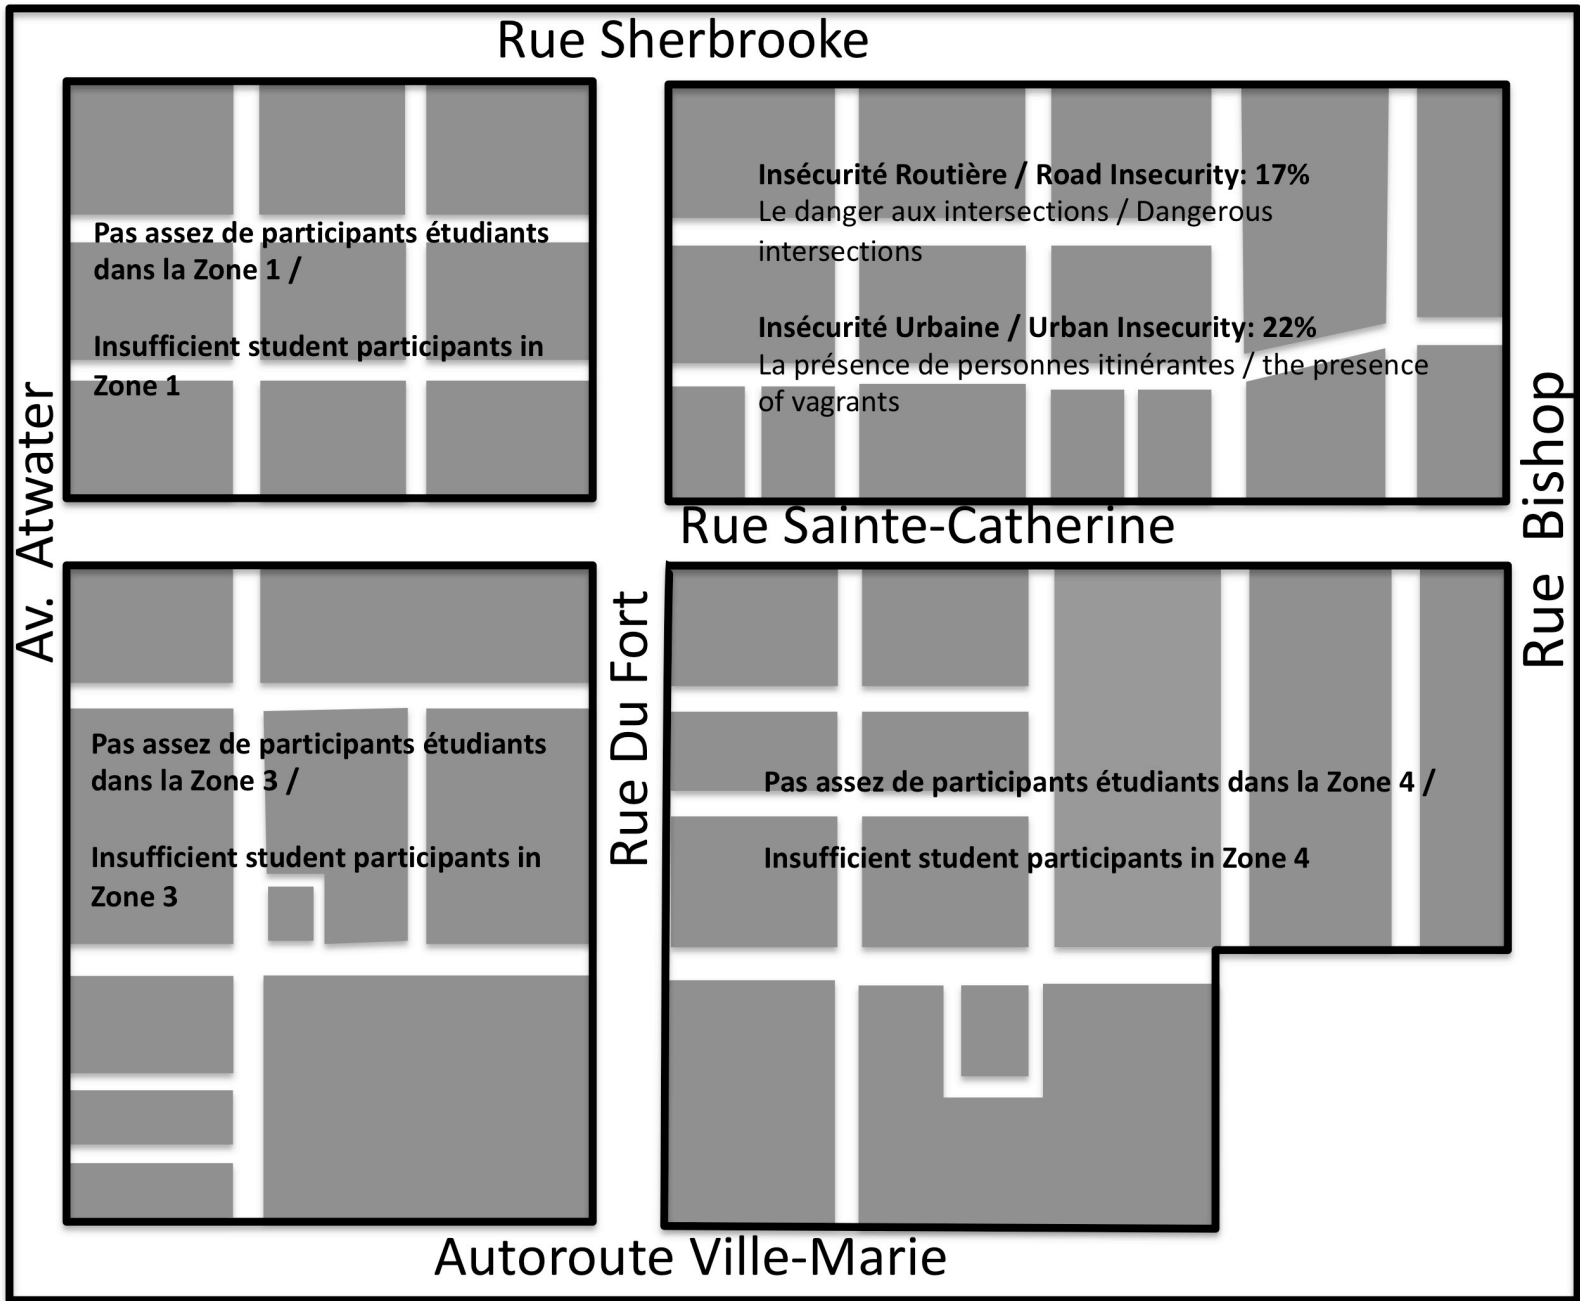 Rue Sherbrooke
Pas assez de participants étudiants
dans la Zone 1 /
Insufficient student participants in
Zone 1
Insécurité Routière / Road Insecurity: 17%
Le danger aux intersections / Dangerous
intersections
Insécurité Urbaine / Urban Insecurity: 22%
La présence de personnes itinérantes / the presence
of vagrants
Av. Atwater
Rue Bishop
Rue Sainte-Catherine
Rue Du Fort
Pas assez de participants étudiants
dans la Zone 3 /
Insufficient student participants in
Zone 3
Pas assez de participants étudiants dans la Zone 4 /
Insufficient student participants in Zone 4
Autoroute Ville-Marie